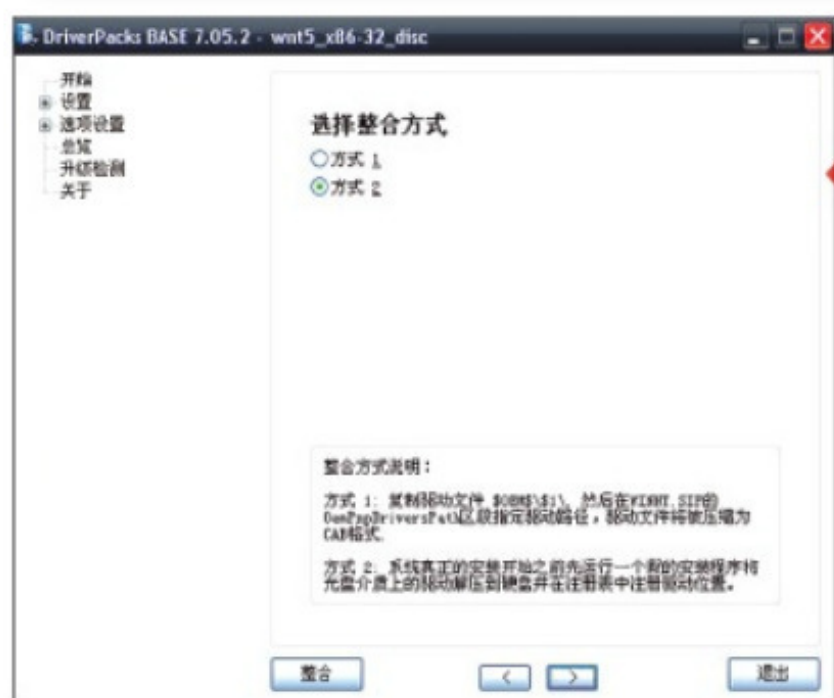 DriverPacks BASE 7.05.2 - wnt5_x86-32_disc
开始
设置
选项设置
总览
升级检测
关于
选择整合方式
方式 1
方式 2
整合方式说明：
方式 1: 复制驱动文件 $OEM$\$1\, 然后在WINNT.SIF的
OemPnpDriversPath区段指定驱动路径，驱动文件将被压缩为
CAB格式.
方式 2: 系统真正的安装开始之前先运行一个新的安装程序将
光盘介质上的驱动解压到硬盘并在注册表中注册驱动位置。
整合
<
>
退出